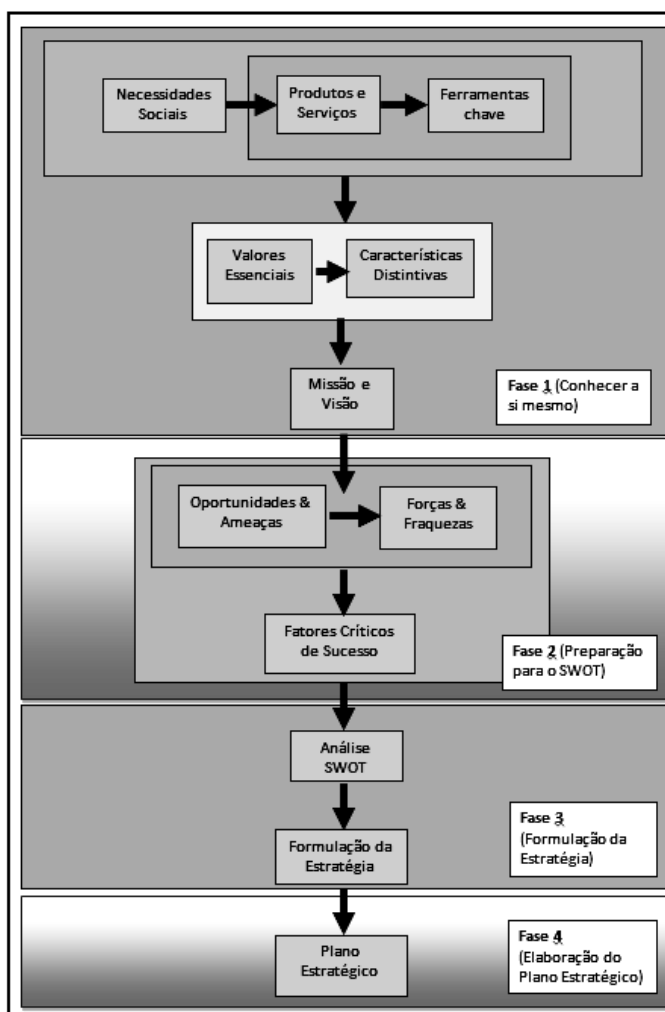 Necessidades
Sociais
Produtos e
Serviços
Ferramentas
chave
Valores
Essenciais
Características
Distintivas
Missão e
Visão
Fase 1 (Conhecer a
si mesmo)
Oportunidades &
Ameaças
Forças &
Fraquezas
Fatores Críticos
de Sucesso
Fase 2 (Preparação
para o SWOT)
Análise
SWOT
Formulação da
Estratégia
Fase 3
(Formulação da
Estratégia)
Plano
Estratégico
Fase 4
(Elaboração do
Plano Estratégico)